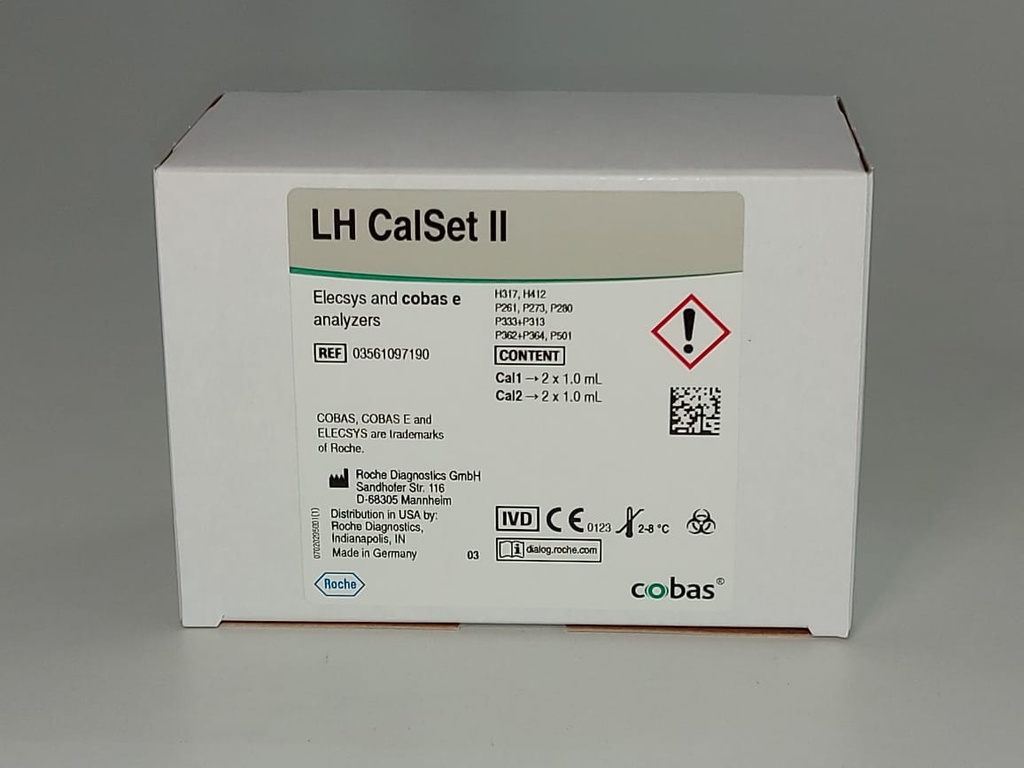 LH CalSet II
Elecsys and cobas e
analyzers
REF 03561097190
H317, H412
P261, P273, P280
P333+P313
P362+P364, P501
CONTENT
Cal1 → 2 x 1.0 mL
Cal2 → 2 x 1.0 mL
COBAS, COBAS E and
ELECSYS are trademarks
of Roche.
Roche Diagnostics GmbH
Sandhofer Str. 116
D-68305 Mannheim
Distribution in USA by:
Roche Diagnostics,
Indianapolis, IN
Made in Germany
03
IVD CE 0123 2-8 °C
dialog.roche.com
Roche
cobas®